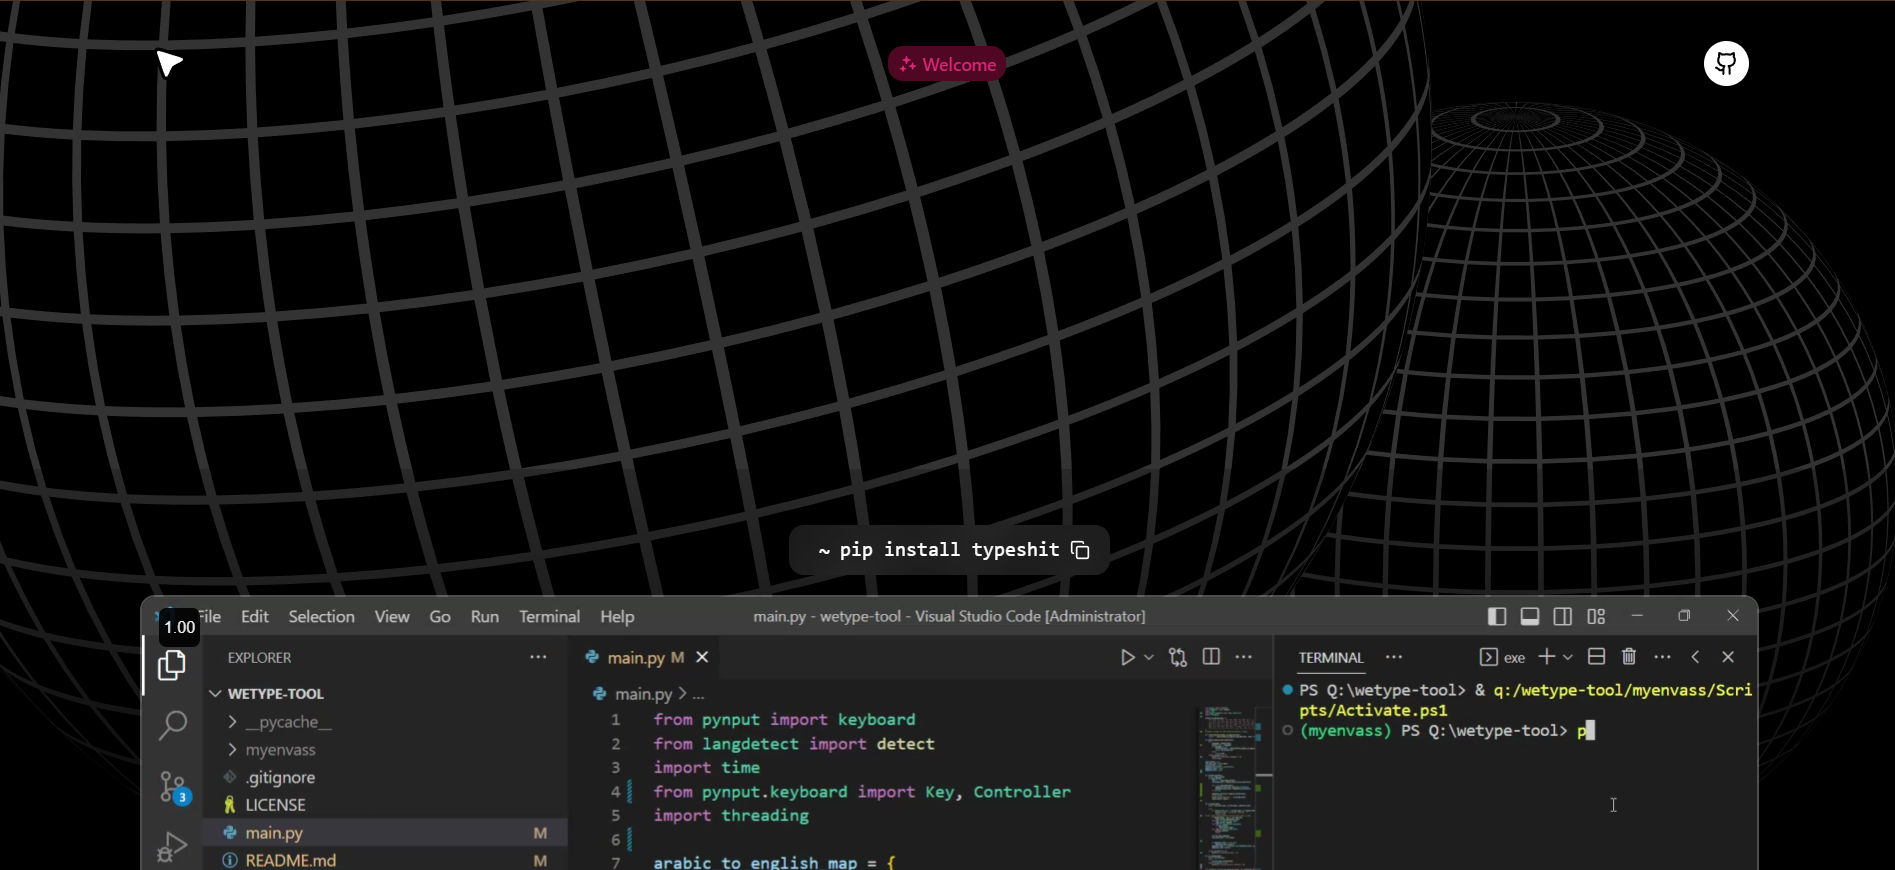 Welcome
~ pip install typeshit
1.00
File Edit Selection View Go Run Terminal Help
main.py - wetype-tool - Visual Studio Code [Administrator]
EXPLORER
WETYPE-TOOL
__pycache__
myenvass
.gitignore
LICENSE
main.py M
README.md M
3
main.py M
main.py > ...
1 from pynput import keyboard
2 from langdetect import detect
3 import time
4 from pynput.keyboard import Key, Controller
5 import threading
6
7 arabic_to_english_map = {
TERMINAL
exe
PS Q:\wetype-tool> & q:/wetype-tool/myenvass/Scri
pts/Activate.ps1
(myenvass) PS Q:\wetype-tool> p